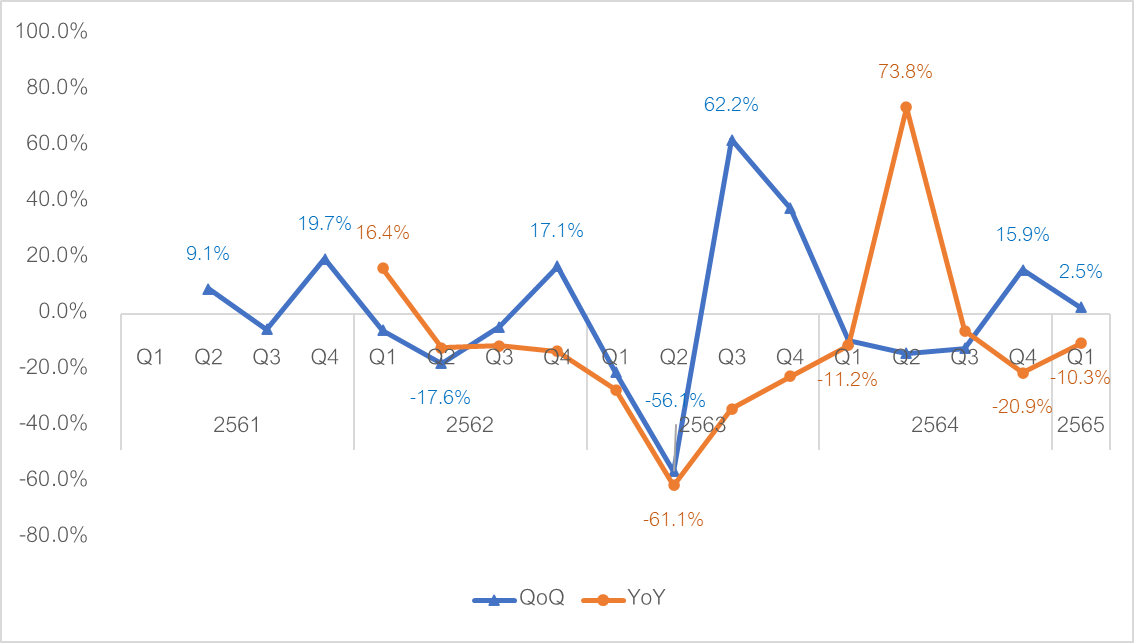 100.0%
80.0%
60.0%
40.0%
20.0%
0.0%
-20.0%
-40.0%
-60.0%
-80.0%
73.8%
62.2%
9.1% 19.7% 16.4% 17.1% 15.9%
2.5%
Q1 Q2 Q3 Q4 Q1 Q2 Q3 Q4 Q1 Q2 Q3 Q4 Q1 Q2 Q3 Q4 Q1
-17.6% -56.1% -11.2% -20.9% -10.3%
2561 2562 2563 2564 2565
-61.1%
QoQ YoY